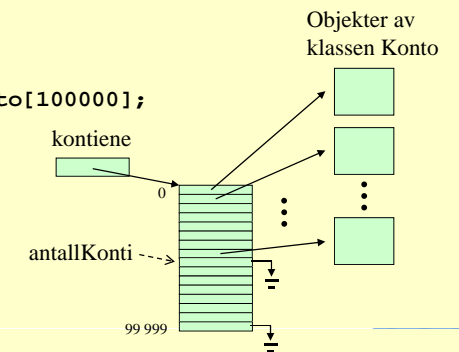 Objekter av
klassen Konto
to[100000];
kontiene
0
antallKonti
99 999